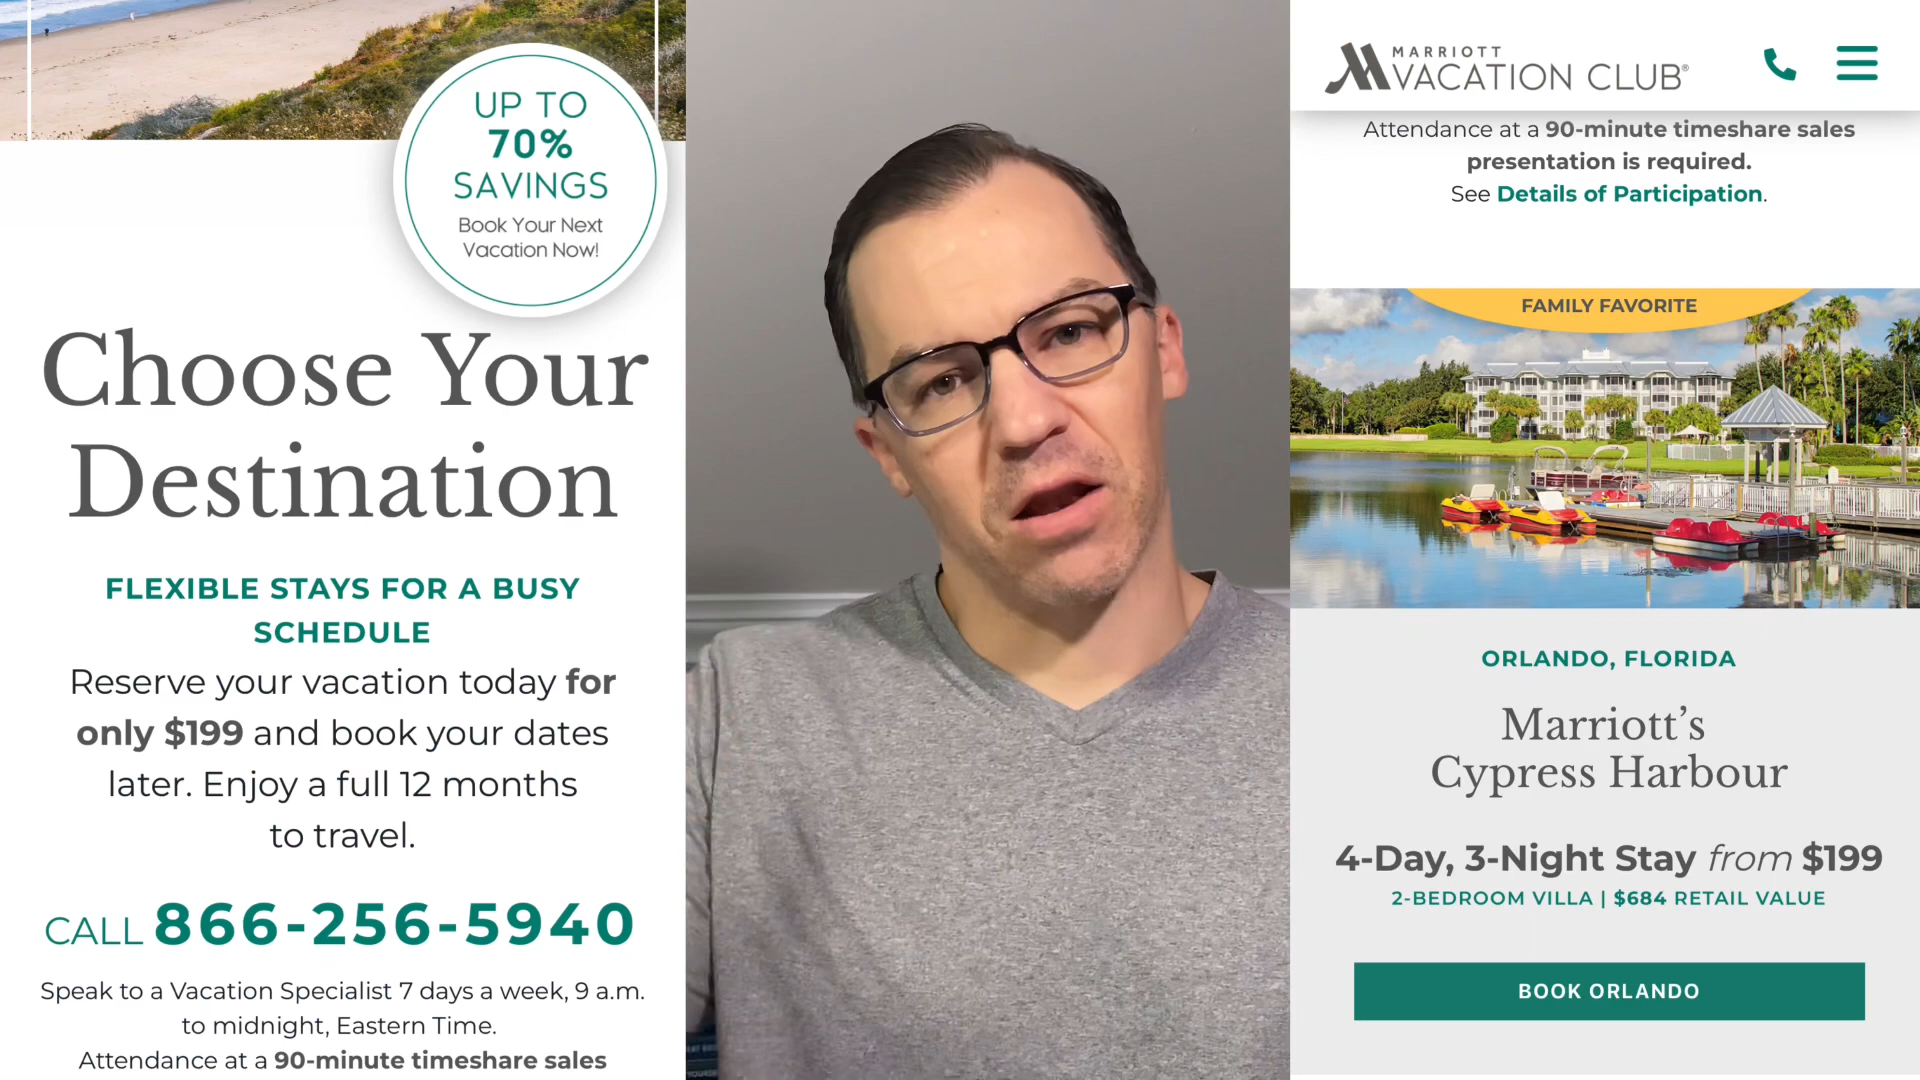 UP TO
70%
SAVINGS
Book Your Next
Vacation Now!
Choose Your
Destination
FLEXIBLE STAYS FOR A BUSY
SCHEDULE
Reserve your vacation today for
only $199 and book your dates
later. Enjoy a full 12 months
to travel.
CALL 866-256-5940
Speak to a Vacation Specialist 7 days a week, 9 a.m.
to midnight, Eastern Time.
Attendance at a 90-minute timeshare sales
MARRIOTT
VACATION CLUB®
Attendance at a 90-minute timeshare sales
presentation is required.
See Details of Participation.
FAMILY FAVORITE
ORLANDO, FLORIDA
Marriott’s
Cypress Harbour
4-Day, 3-Night Stay from $199
2-BEDROOM VILLA | $684 RETAIL VALUE
BOOK ORLANDO